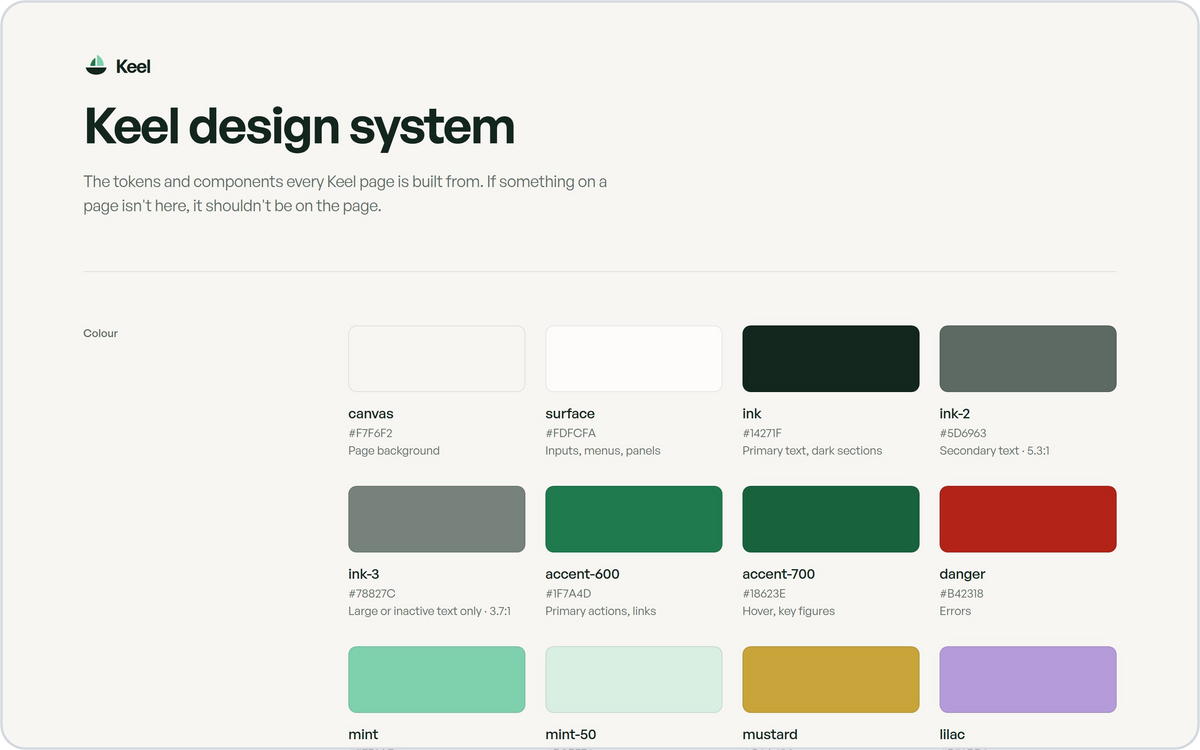 Keel
Keel design system
The tokens and components every Keel page is built from. If something on a
page isn't here, it shouldn't be on the page.
Colour
canvas
#F7F6F2
Page background
surface
#FDFCFA
Inputs, menus, panels
ink
#14271F
Primary text, dark sections
ink-2
#5D6963
Secondary text · 5.3:1
ink-3
#78827C
Large or inactive text only · 3.7:1
accent-600
#1F7A4D
Primary actions, links
accent-700
#18623E
Hover, key figures
danger
#B42318
Errors
mint
mint-50
mustard
lilac